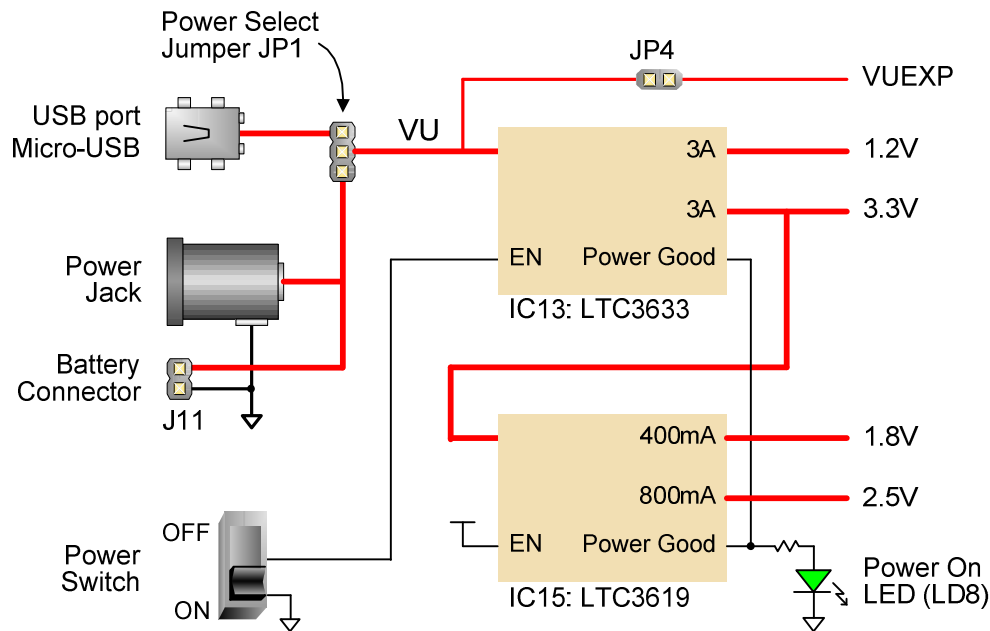 Power Select
Jumper JP1
JP4
VUEXP
USB port
Micro-USB
VU
3A
1.2V
3A
3.3V
EN
Power Good
Power
Jack
IC13: LTC3633
Battery
Connector
J11
400mA
1.8V
800mA
2.5V
OFF
EN
Power Good
Power
Switch
ON
IC15: LTC3619
Power On
LED (LD8)